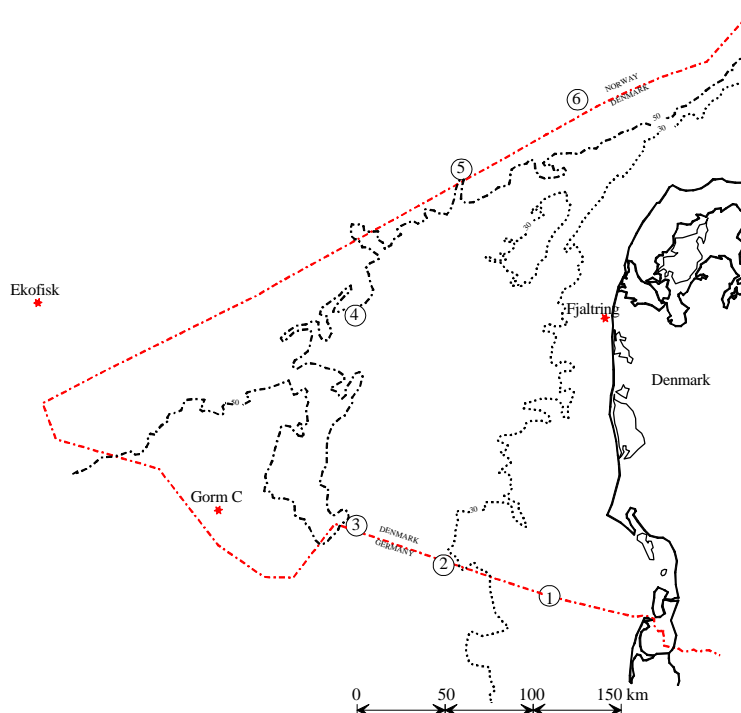 6
NORWAY
DENMARK
50
30
5
30
Ekofisk
4
Fjaltring
Denmark
50
Gorm C
30
3
DENMARK
GERMANY
2
1
0 50 100 150 km